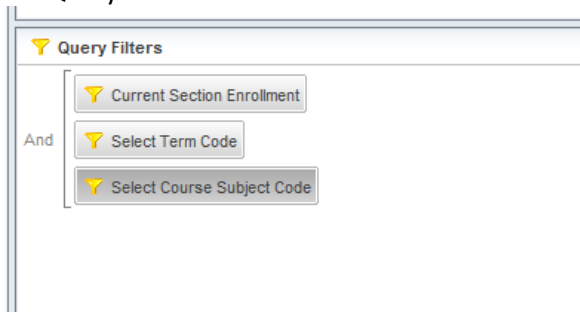 Query Filters
Current Section Enrollment
And
Select Term Code
Select Course Subject Code